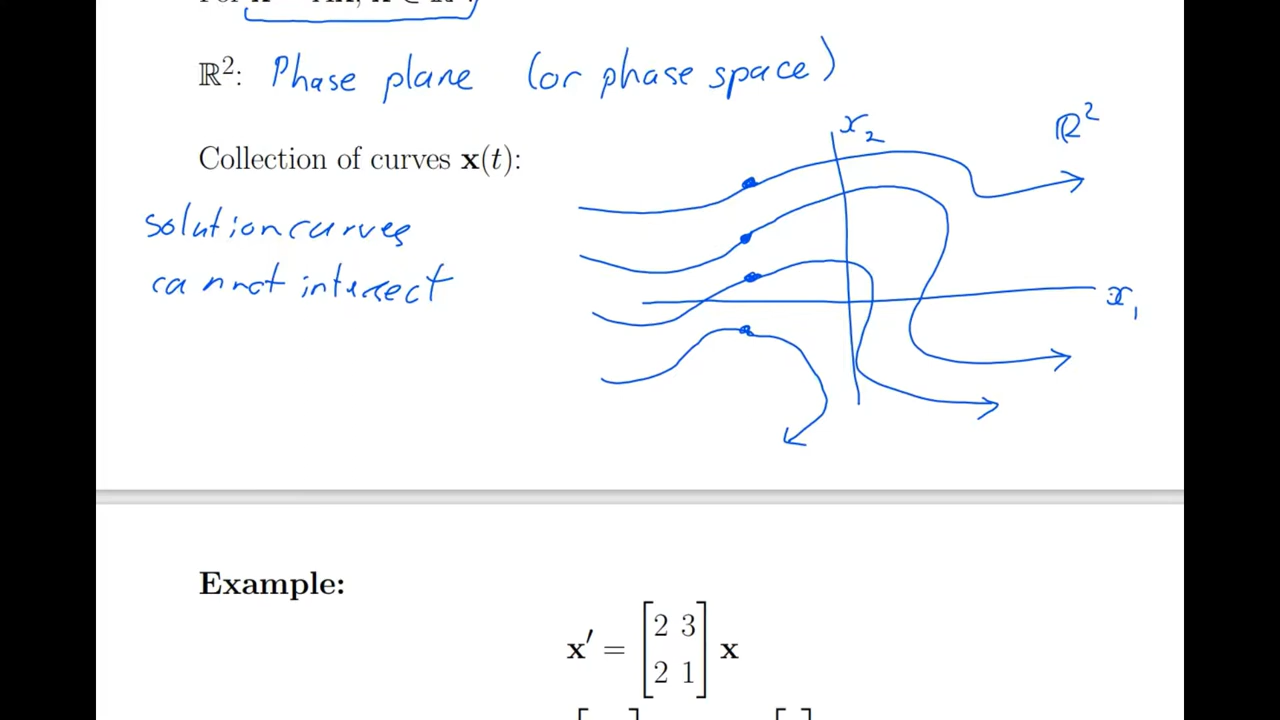 ℝ²: Phase plane (or phase space)
x₂
ℝ²
Collection of curves x(t):
solution curves
cannot intersect
x₁
Example:
x′ = [2 3
2 1] x